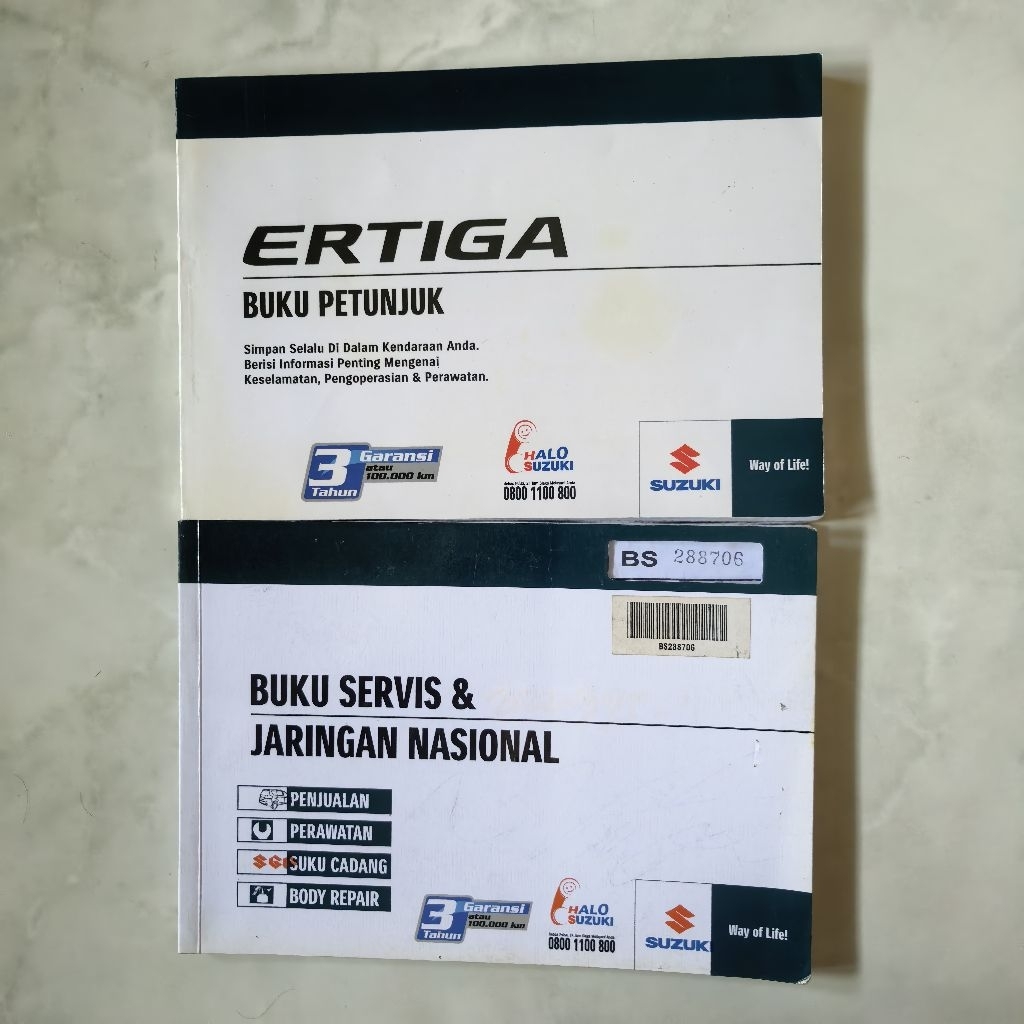 ERTIGA
BUKU PETUNJUK
Simpan Selalu Di Dalam Kendaraan Anda.
Berisi Informasi Penting Mengenai
Keselamatan, Pengoperasian & Perawatan.
3 Tahun
Garansi
atau
100.000 km
HALO
SUZUKI
0800 1100 800
SUZUKI
Way of Life!
BS 288706
BS288706
BUKU SERVIS &
JARINGAN NASIONAL
PENJUALAN
PERAWATAN
SUKU CADANG
BODY REPAIR
3 Tahun
Garansi
atau
100.000 km
HALO
SUZUKI
0800 1100 800
SUZUKI
Way of Life!